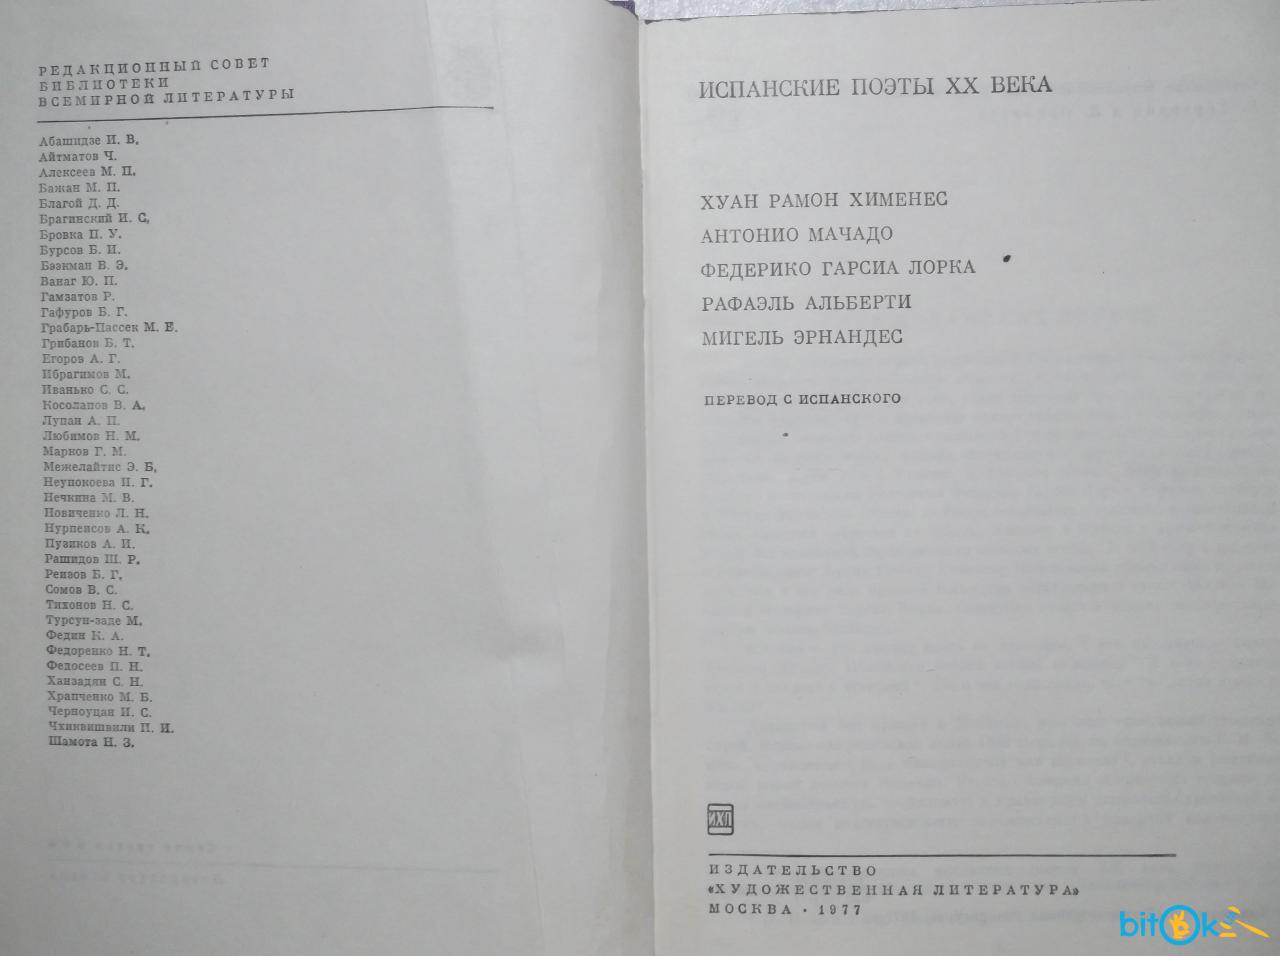 РЕДАКЦИОННЫЙ СОВЕТ
БИБЛИОТЕКИ
ВСЕМИРНОЙ ЛИТЕРАТУРЫ
Абашидзе И. В.
Айтматов Ч.
Алексеев М. П.
Бажан М. П.
Благой Д. Д.
Брагинский И. С.
Бровка П. У.
Бурсов Б. И.
Бээкман В. Э.
Ванаг Ю. П.
Гамзатов Р.
Гафуров Б. Г.
Грабарь-Пассек М. Е.
Грибанов Б. Т.
Егоров А. Г.
Ибрагимов М.
Иванько С. С.
Косолапов В. А.
Лупан А. П.
Любимов Н. М.
Марков Г. М.
Межелайтис Э. Б.
Неупокоева И. Г.
Нечкина М. В.
Новиченко Л. Н.
Нурпеисов А. К.
Пузиков А. И.
Рашидов Ш. Р.
Реизов Б. Г.
Сомов В. С.
Тихонов Н. С.
Турсун-заде М.
Федин К. А.
Федоренко Н. Т.
Федосеев П. Н.
Ханзадян С. Н.
Храпченко М. Б.
Черноуцан И. С.
Чхиквишвили И. И.
Шамота Н. З.
ИСПАНСКИЕ ПОЭТЫ XX ВЕКА
ХУАН РАМОН ХИМЕНЕС
АНТОНИО МАЧАДО
ФЕДЕРИКО ГАРСИА ЛОРКА
РАФАЭЛЬ АЛЬБЕРТИ
МИГЕЛЬ ЭРНАНДЕС
ПЕРЕВОД С ИСПАНСКОГО
ИХЛ
ИЗДАТЕЛЬСТВО
«ХУДОЖЕСТВЕННАЯ ЛИТЕРАТУРА»
МОСКВА · 1977
bitok